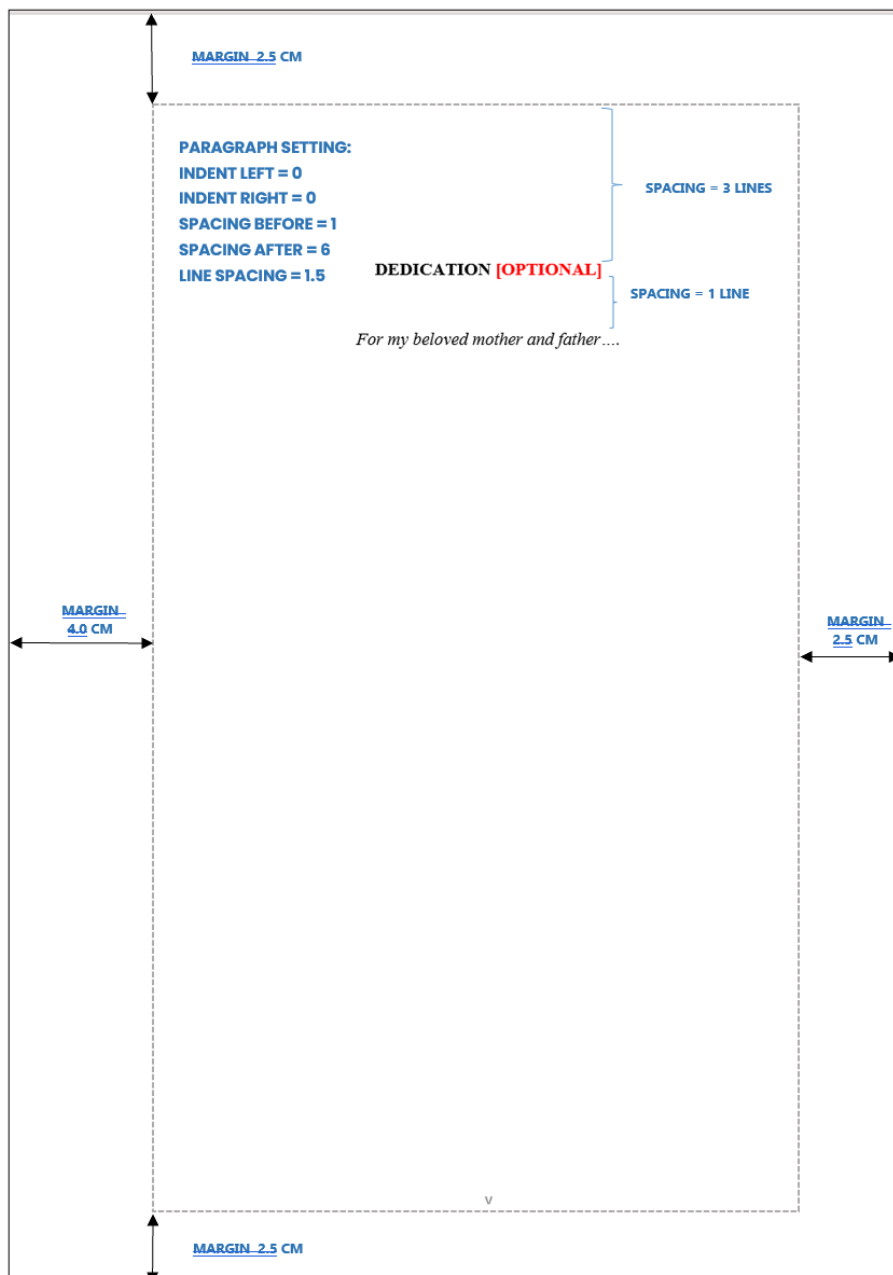 MARGIN 2.5 CM
PARAGRAPH SETTING:
INDENT LEFT = 0
INDENT RIGHT = 0
SPACING BEFORE = 1
SPACING AFTER = 6
LINE SPACING = 1.5
SPACING = 3 LINES
DEDICATION [OPTIONAL]
SPACING = 1 LINE
For my beloved mother and father....
MARGIN
4.0 CM
MARGIN
2.5 CM
v
MARGIN 2.5 CM